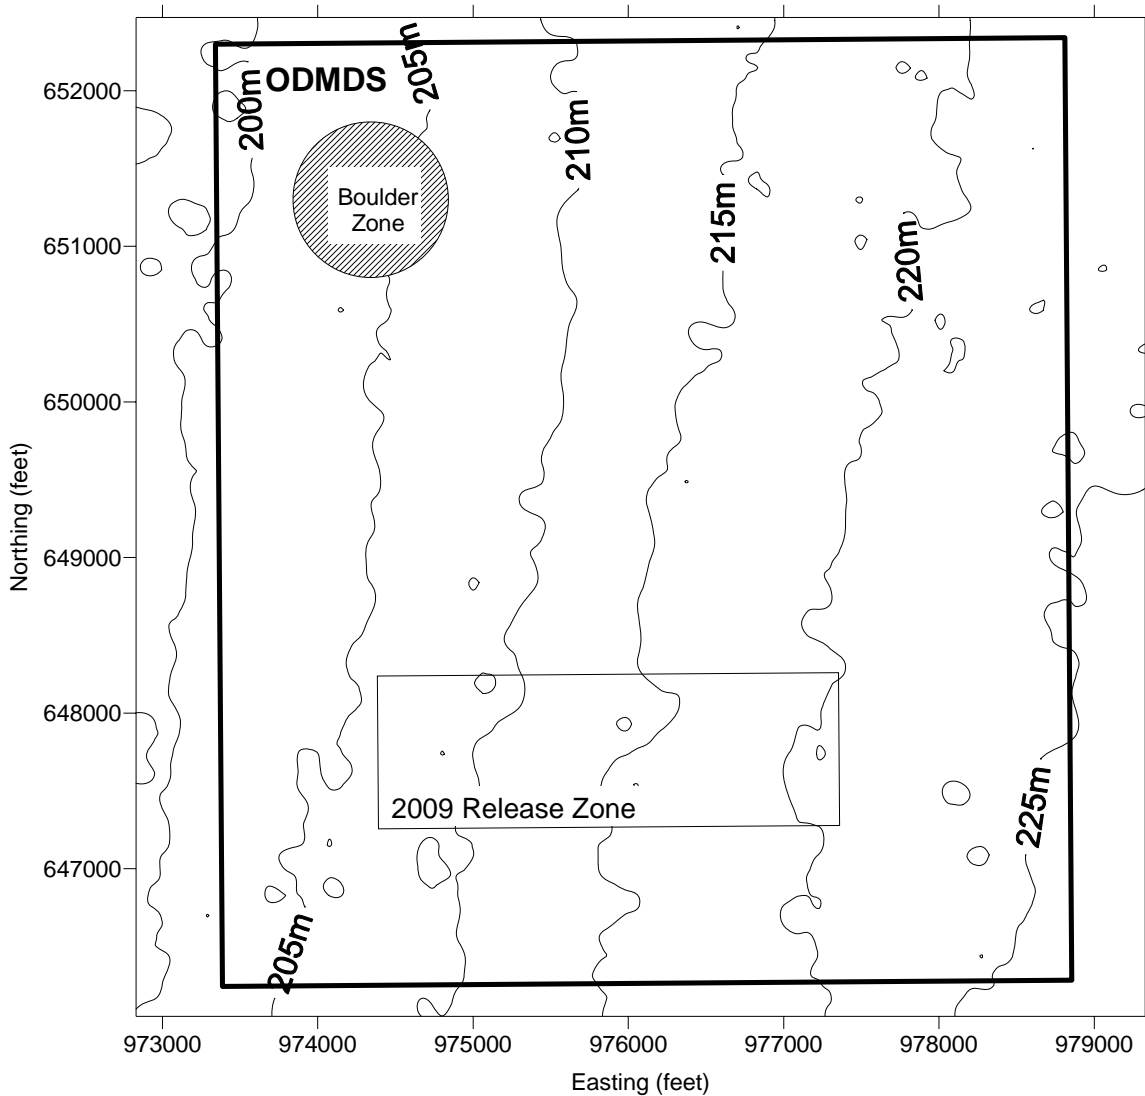 652000
651000
650000
649000
648000
647000
Northing (feet)
ODMDS
200m
205m
210m
215m
220m
Boulder
Zone
2009 Release Zone
225m
205m
973000
974000
975000
976000
977000
978000
979000
Easting (feet)